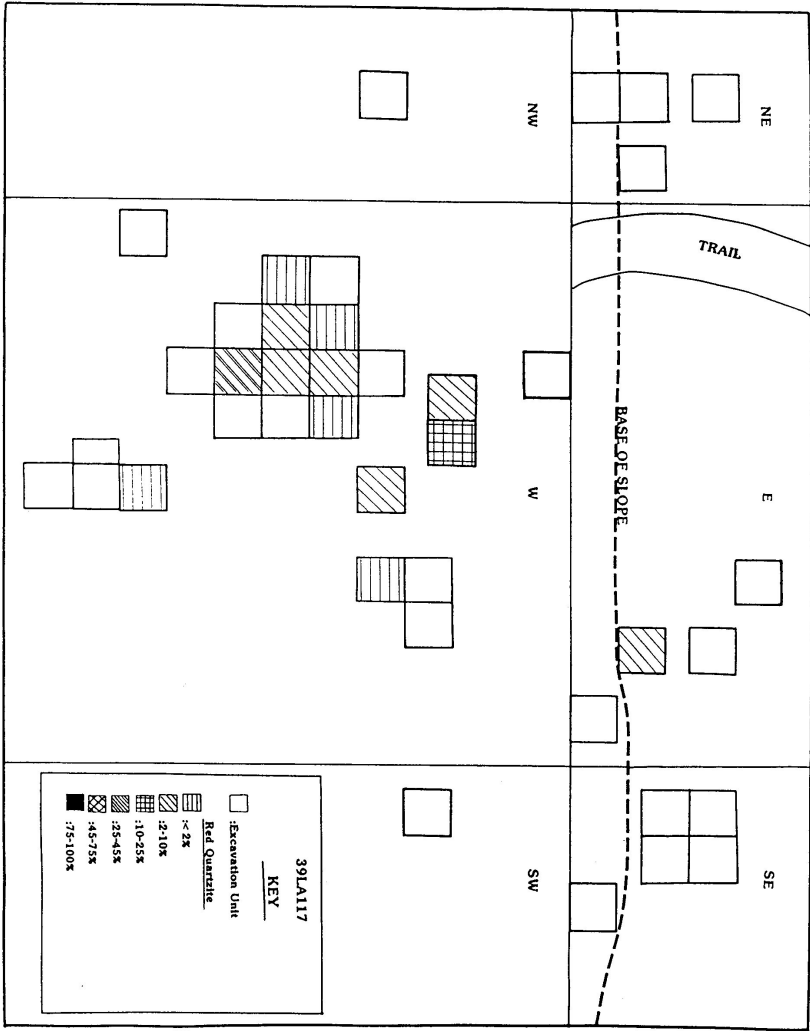 NE
NW
TRAIL
BASE OF SLOPE
E
W
SE
SW
39LA117
KEY
:Excavation Unit
Red Quartzite
:< 2%
:2-10%
:10-25%
:25-45%
:45-75%
:75-100%